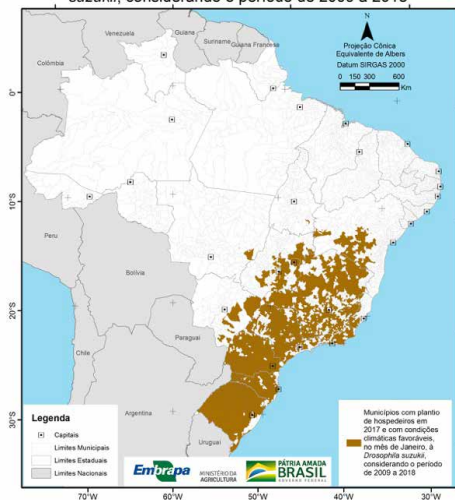 suzukii, considerando o período de 2009 a 2018
Venezuela
Guiana
Suriname
Guiana Francesa
Colômbia
N
Projeção Cônica
Equivalente de Albers
Datum SIRGAS 2000
0 150 300 600
Km
0°
10°S
20°S
30°S
Peru
Bolívia
Paraguai
Chile
Argentina
Uruguai
Legenda
Capitais
Limites Municipais
Limites Estaduais
Limites Nacionais
Embrapa
MINISTÉRIO DA
AGRICULTURA
PÁTRIA AMADA
BRASIL
GOVERNO FEDERAL
Municípios com plantio
de hospedeiros em
2017 e com condições
climáticas favoráveis,
no mês de Janeiro, à
Drosophila suzukii,
considerando o período
de 2009 a 2018
70°W
60°W
50°W
40°W